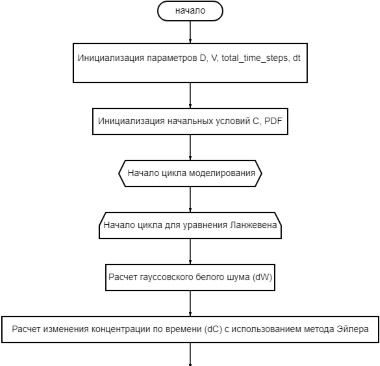 начало
Инициализация параметров D, V, total_time_steps, dt
Инициализация начальных условий C, PDF
Начало цикла моделирования
Начало цикла для уравнения Ланжевена
Расчет гауссовского белого шума (dW)
Расчет изменения концентрации по времени (dC) с использованием метода Эйлера